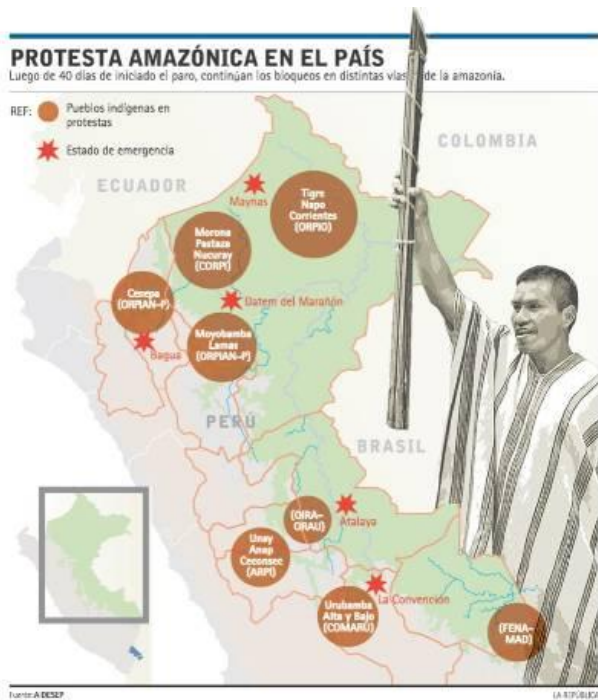 PROTESTA AMAZÓNICA EN EL PAÍS
Luego de 40 días de iniciado el paro, continúan los bloqueos en distintas vías de la amazonía.
REF:
Pueblos indígenas en
protestas
Estado de emergencia
COLOMBIA
ECUADOR
Maynas
Tigre
Napo
Corrientes
(ORPIO)
Morona
Pastaza
Nucuray
(CORPI)
Cenepa
(ORPIAN-P)
Datem del Marañón
Bagua
Moyobamba
Lamas
(ORPIAN-P)
PERÚ
BRASIL
(OIRA-
ORAU)
Atalaya
Unay
Anap
Ceconsec
(ARPI)
La Convención
Urubamba
Alta y Bajo
(COMARU)
(FENA-
MAD)
Fuente: AIDESEP
LA REPÚBLICA